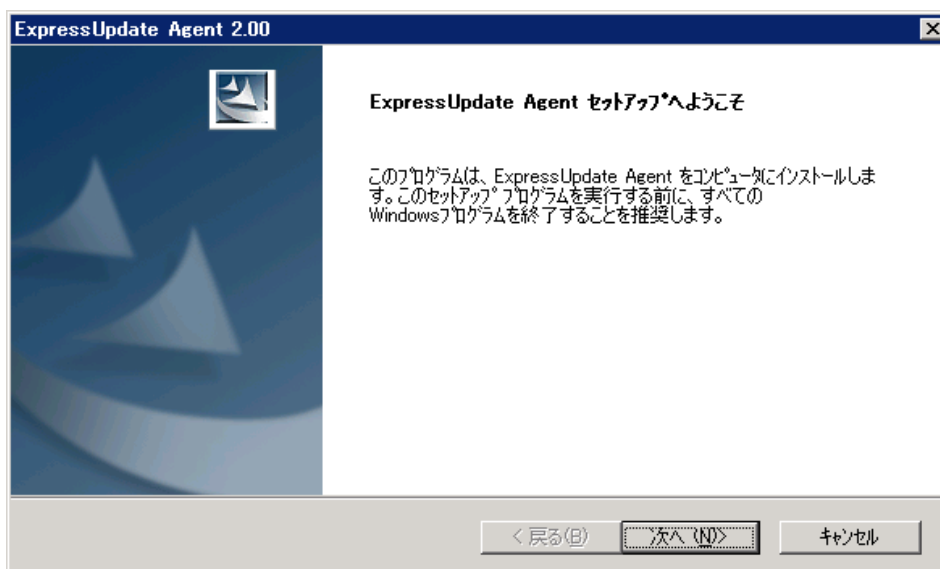 ExpressUpdate Agent 2.00
ExpressUpdate Agent ｾｯﾄｱｯﾌﾟへようこそ
このﾌﾟﾛｸﾞﾗﾑは、ExpressUpdate Agent をｺﾝﾋﾟｭｰﾀにインストールしま
す。このｾｯﾄｱｯﾌﾟ ﾌﾟﾛｸﾞﾗﾑを実行する前に、すべての
Windowsﾌﾟﾛｸﾞﾗﾑを終了することを推奨します。
< 戻る(B)
次へ (N)>
ｷｬﾝｾﾙ